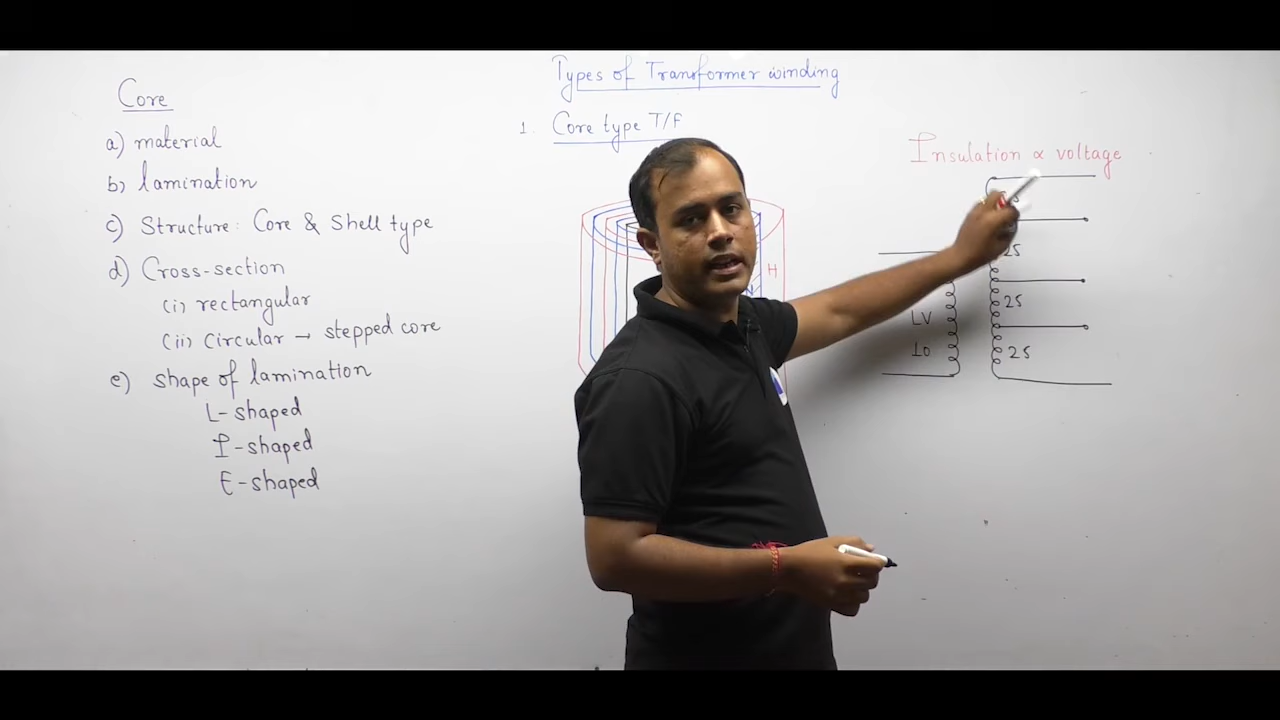 Types of Transformer winding
Core
a) material
b) lamination
c) Structure: Core & Shell type
d) Cross-section
(i) rectangular
(ii) Circular → stepped core
e) shape of lamination
L-shaped
I-shaped
E-shaped
1. Core type T/F
H
Insulation ∝ voltage
25
25
25
LV
10